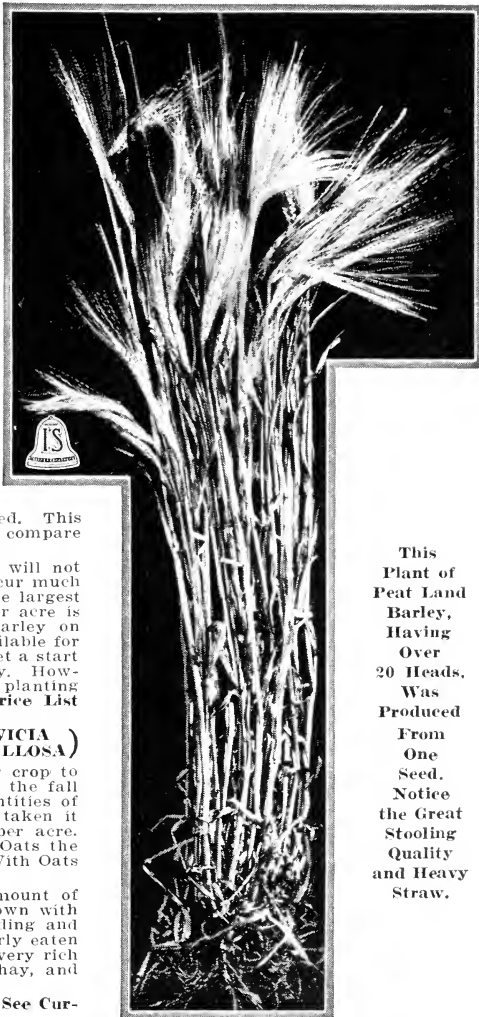 ed. This
compare
will not
cur much
e largest
r acre is
arley on
ilable for
et a start
y. How-
planting
rice List
VICIA
LLOSA)
crop to
the fall
ntities of
taken it
per acre.
Oats the
With Oats
mount of
own with
ling and
rly eaten
very rich
hay, and
See Cur-
I.S
This
Plant of
Peat Land
Barley,
Having
Over
20 Heads,
Was
Produced
From
One
Seed.
Notice
the Great
Stooling
Quality
and Heavy
Straw.